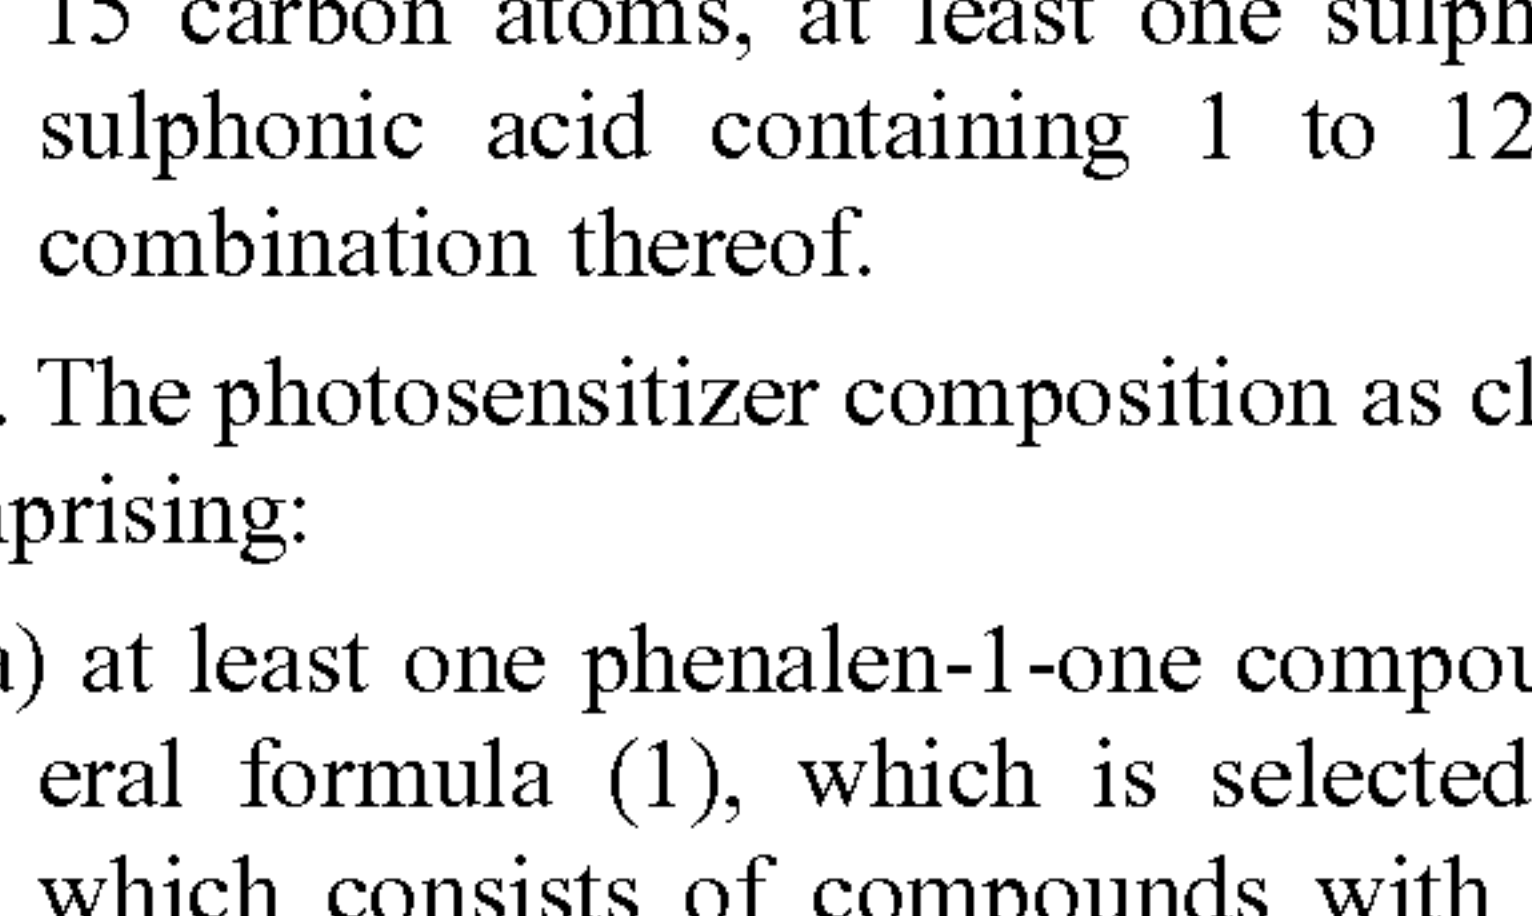 15 carbon atoms, at least one sulph
sulphonic acid containing 1 to 12
combination thereof.
. The photosensitizer composition as cl
prising:
a) at least one phenalen-1-one compou
eral formula (1), which is selected
which consists of compounds with